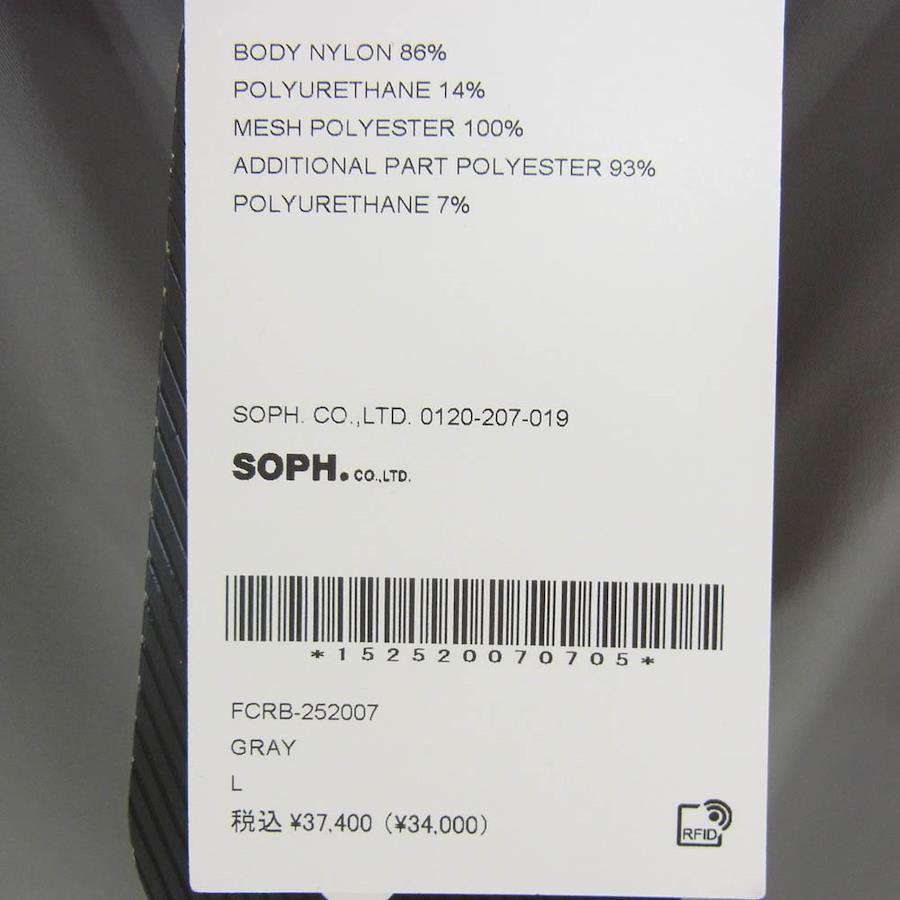 BODY NYLON 86%
POLYURETHANE 14%
MESH POLYESTER 100%
ADDITIONAL PART POLYESTER 93%
POLYURETHANE 7%
SOPH. CO.,LTD. 0120-207-019
SOPH. CO.,LTD.
*152520070705*
FCRB-252007
GRAY
L
税込 ¥37,400 (¥34,000)
RFID